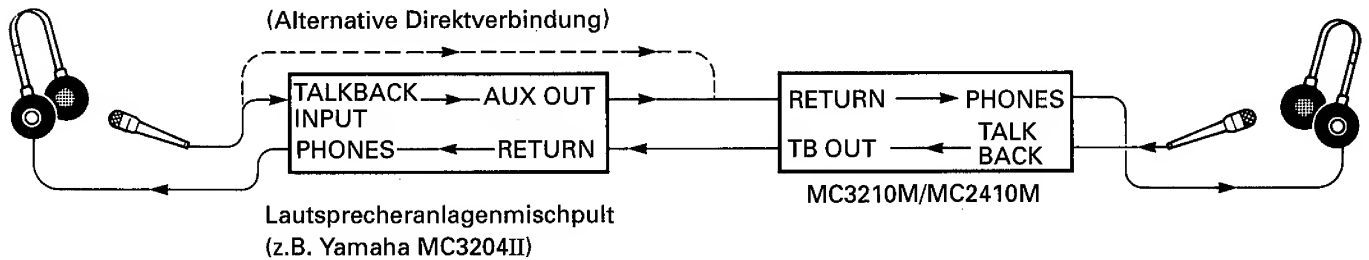 (Alternative Direktverbindung)
TALKBACK INPUT
AUX OUT
PHONES
RETURN
Lautsprecheranlagenmischpult
(z.B. Yamaha MC3204II)
RETURN
PHONES
TB OUT
TALK BACK
MC3210M/MC2410M